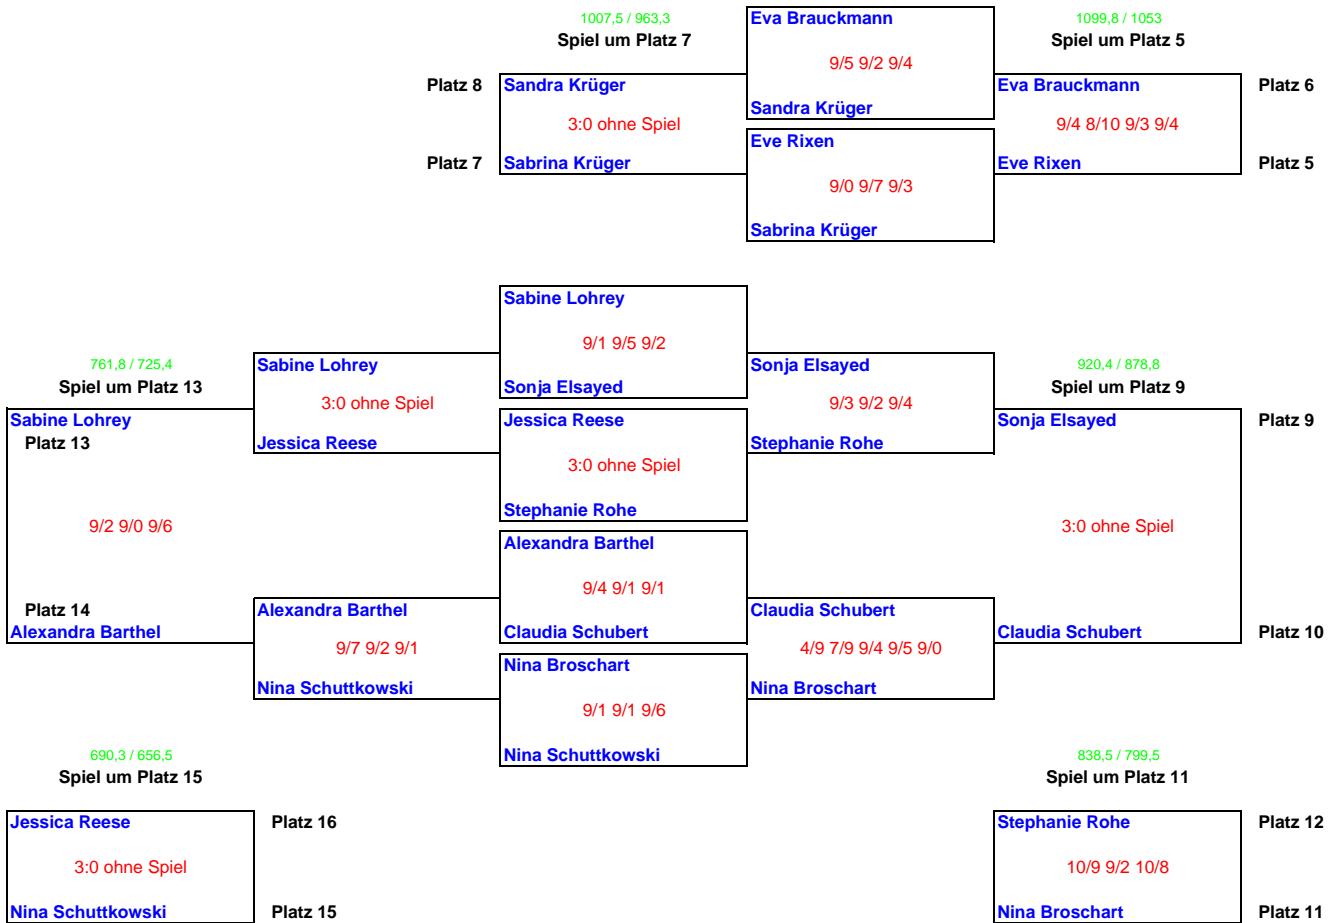 1007,5 / 963,3
Spiel um Platz 7
Eva Brauckmann
1099,8 / 1053
Spiel um Platz 5
9/5 9/2 9/4
Platz 8
Sandra Krüger
Eva Brauckmann
Platz 6
Sandra Krüger
3:0 ohne Spiel
9/4 8/10 9/3 9/4
Eve Rixen
Platz 7
Sabrina Krüger
Eve Rixen
Platz 5
9/0 9/7 9/3
Sabrina Krüger
Sabine Lohrey
9/1 9/5 9/2
761,8 / 725,4
Spiel um Platz 13
Sabine Lohrey
Sonja Elsayed
920,4 / 878,8
Spiel um Platz 9
Sonja Elsayed
3:0 ohne Spiel
9/3 9/2 9/4
Sabine Lohrey
Jessica Reese
Sonja Elsayed
Platz 9
Platz 13
Jessica Reese
Stephanie Rohe
3:0 ohne Spiel
Stephanie Rohe
9/2 9/0 9/6
3:0 ohne Spiel
Alexandra Barthel
9/4 9/1 9/1
Platz 14
Alexandra Barthel
Claudia Schubert
Alexandra Barthel
Claudia Schubert
Claudia Schubert
Platz 10
9/7 9/2 9/1
4/9 7/9 9/4 9/5 9/0
Nina Broschart
Nina Schuttkowski
Nina Broschart
9/1 9/1 9/6
Nina Schuttkowski
690,3 / 656,5
Spiel um Platz 15
838,5 / 799,5
Spiel um Platz 11
Jessica Reese
Platz 16
Stephanie Rohe
Platz 12
3:0 ohne Spiel
10/9 9/2 10/8
Nina Schuttkowski
Platz 15
Nina Broschart
Platz 11